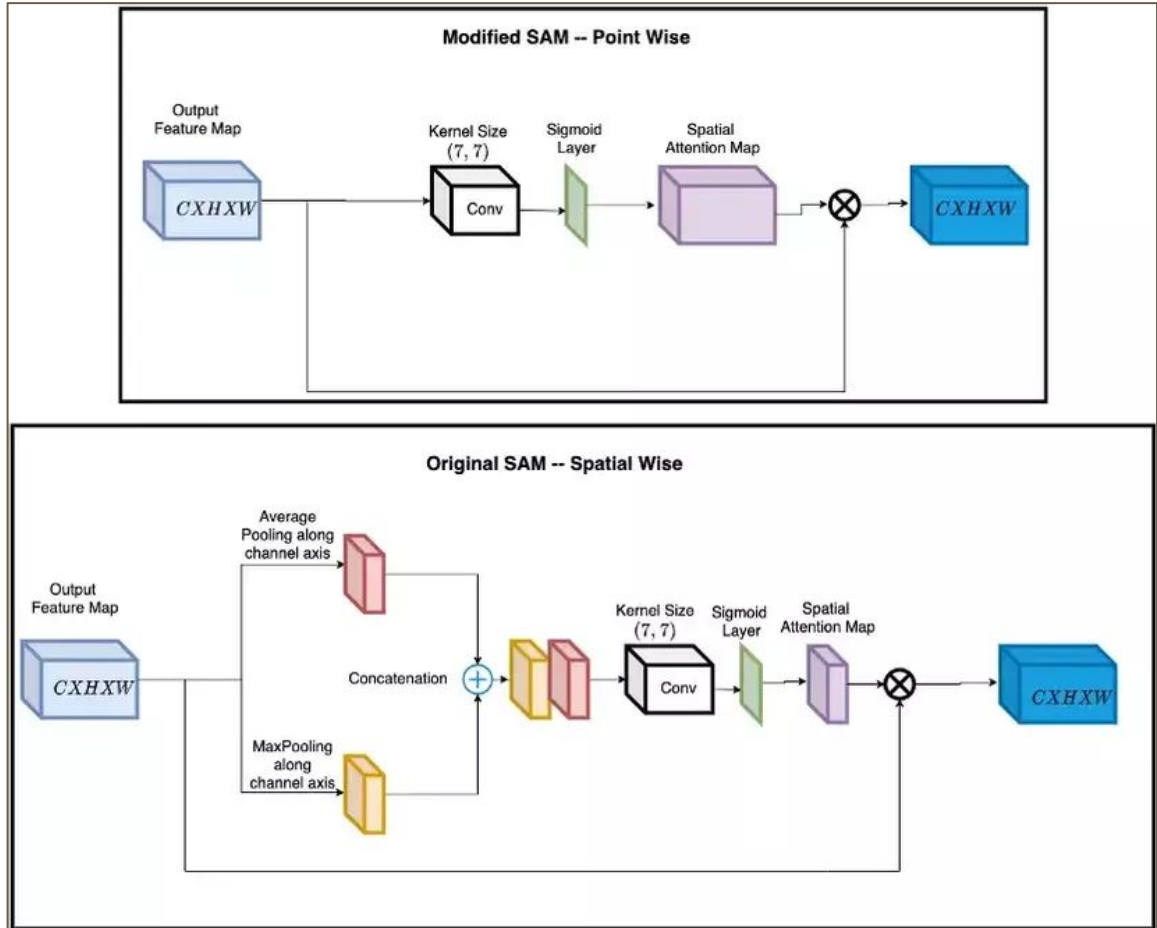 Modified SAM -- Point Wise
Output
Feature Map
Kernel Size
(7, 7)
Sigmoid
Layer
Spatial
Attention Map
CXHXW
Conv
CXHXW
Original SAM -- Spatial Wise
Average
Pooling along
channel axis
Output
Feature Map
Kernel Size
(7, 7)
Sigmoid
Layer
Spatial
Attention Map
CXHXW
Concatenation
Conv
CXHXW
MaxPooling
along
channel axis